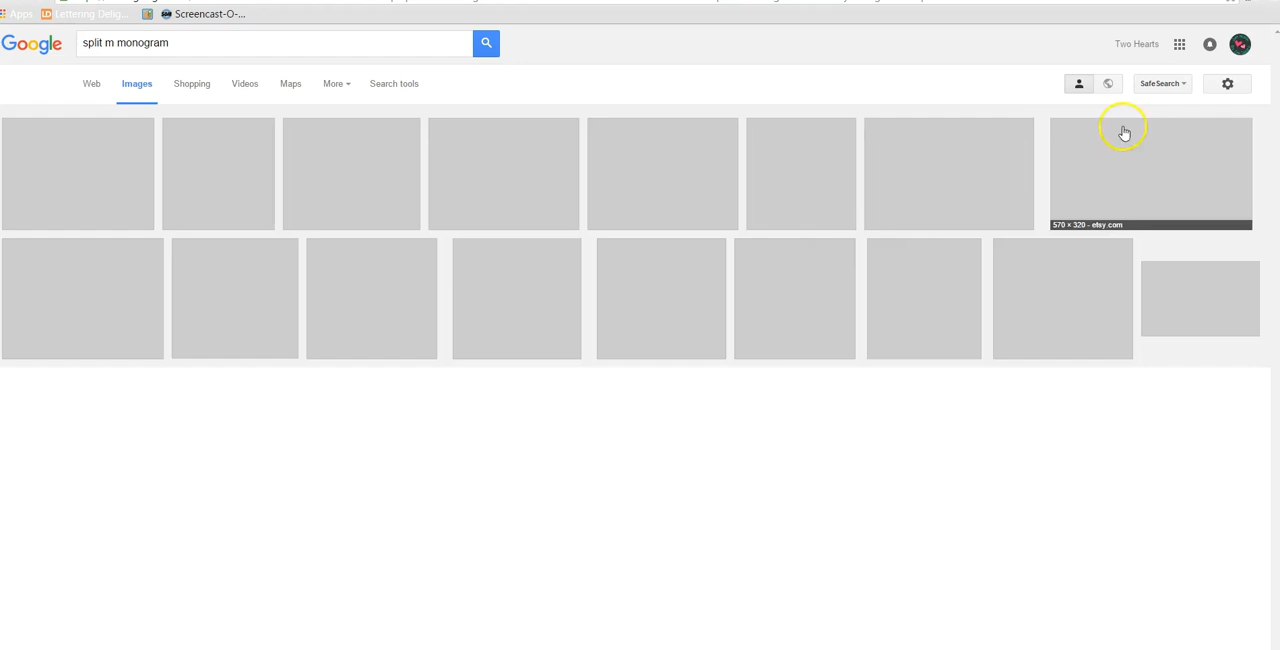 Apps Lettering Delig... Screencast-O-...
Google split m monogram Two Hearts
Web Images Shopping Videos Maps More Search tools SafeSearch
570 × 320 - etsy.com